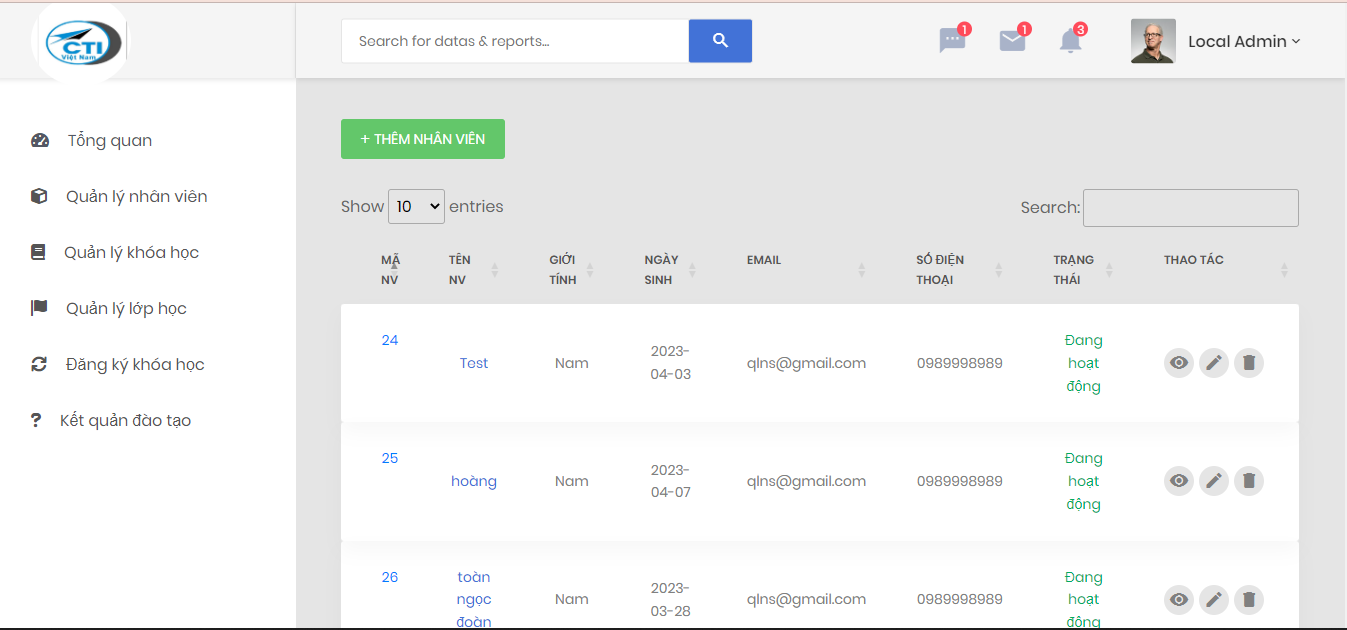 CTI
Việt Nam
Search for datas & reports...
1
1
3
Local Admin
Tổng quan
Quản lý nhân viên
Quản lý khóa học
Quản lý lớp học
Đăng ký khóa học
Kết quản đào tạo
+ THÊM NHÂN VIÊN
Show 10 entries
Search:
MÃ NV
TÊN NV
GIỚI TÍNH
NGÀY SINH
EMAIL
SỐ ĐIỆN THOẠI
TRẠNG THÁI
THAO TÁC
24
Test
Nam
2023-
04-03
qlns@gmail.com
0989998989
Đang
hoạt
động
25
hoàng
Nam
2023-
04-07
qlns@gmail.com
0989998989
Đang
hoạt
động
26
toàn
ngọc
đoàn
Nam
2023-
03-28
qlns@gmail.com
0989998989
Đang
hoạt
động